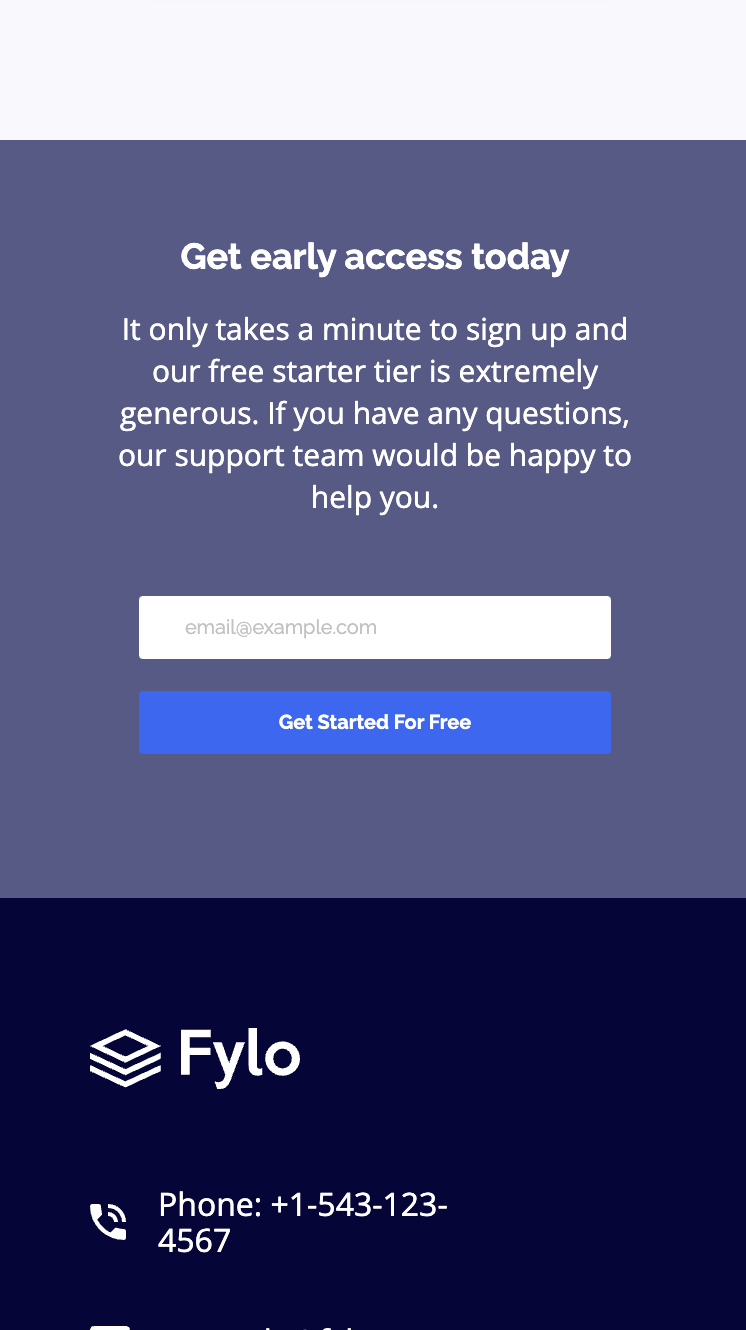 Get early access today
It only takes a minute to sign up and
our free starter tier is extremely
generous. If you have any questions,
our support team would be happy to
help you.
email@example.com
Get Started For Free
Fylo
Phone: +1-543-123-
4567